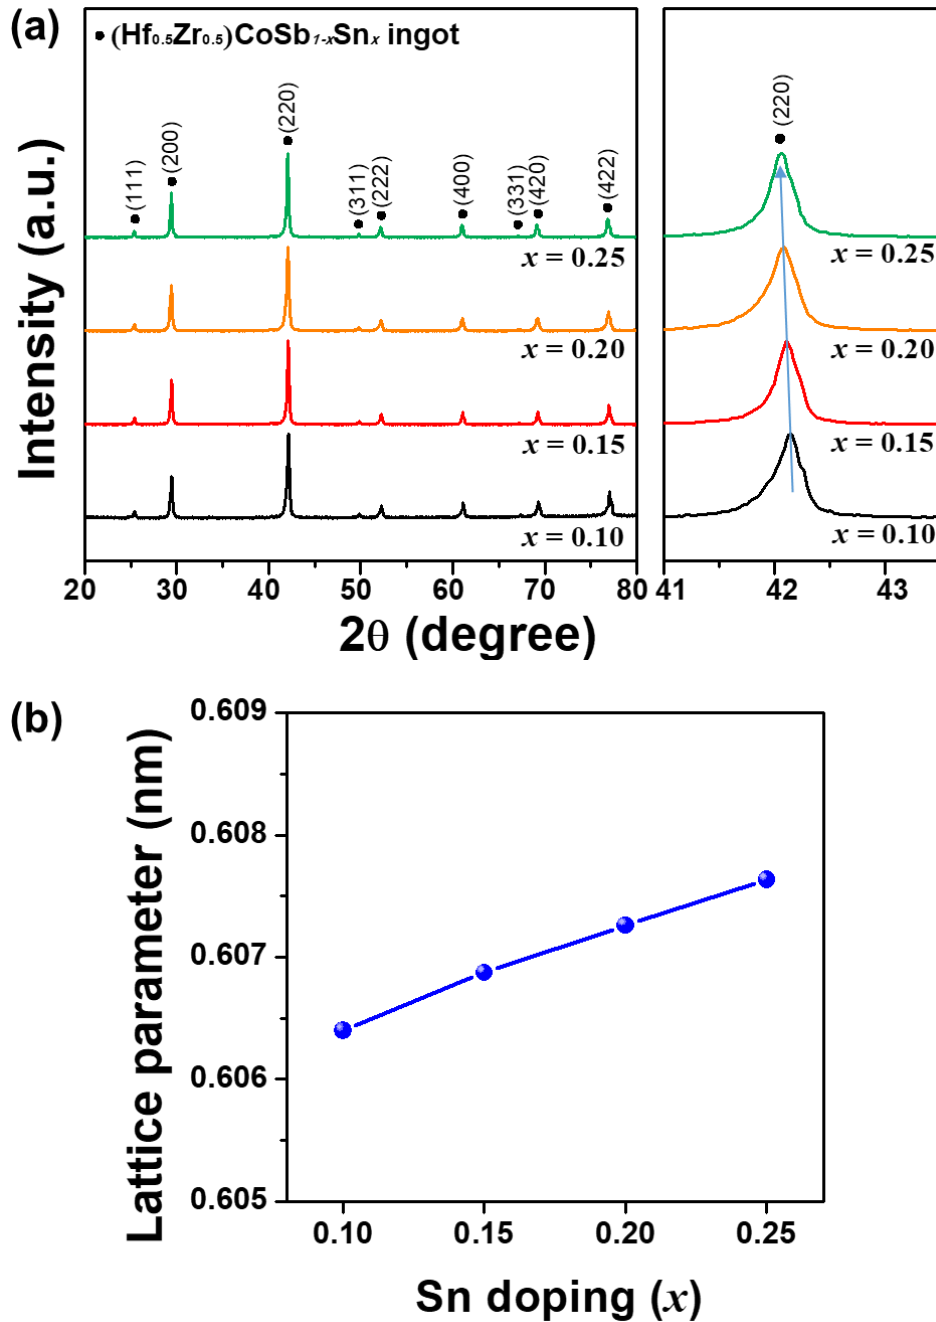 (a)
(Hf0.5Zr0.5)CoSb1-xSnx ingot
(111)
(200)
(220)
(311)
(222)
(400)
(331)
(420)
(422)
(220)
x = 0.25
x = 0.25
x = 0.20
x = 0.20
x = 0.15
x = 0.15
x = 0.10
x = 0.10
Intensity (a.u.)
20 30 40 50 60 70 80
41 42 43
2θ (degree)
(b)
0.609
0.608
0.607
0.606
0.605
Lattice parameter (nm)
0.10 0.15 0.20 0.25
Sn doping (x)